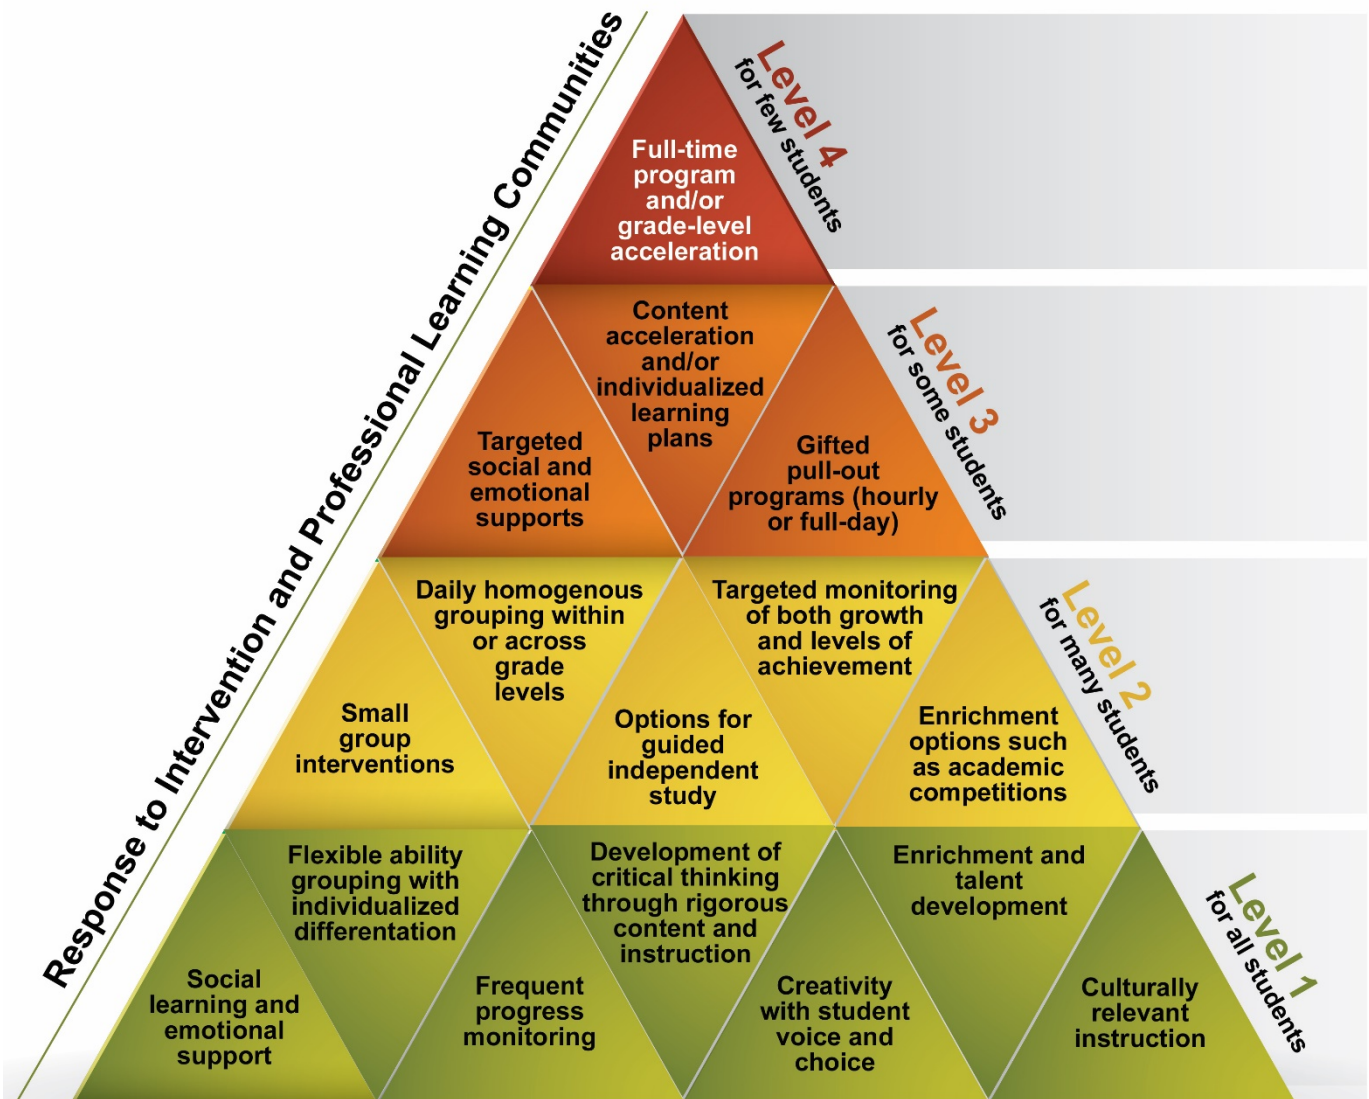 Response to Intervention and Professional Learning Communities
Level 4
for few students
Full-time
program
and/or
grade-level
acceleration
Level 3
for some students
Content
acceleration
and/or
individualized
learning
plans
Targeted
social and
emotional
supports
Gifted
pull-out
programs (hourly
or full-day)
Level 2
for many students
Daily homogenous
grouping within
or across
grade
levels
Targeted monitoring
of both growth
and levels of
achievement
Small
group
interventions
Options for
guided
independent
study
Enrichment
options such
as academic
competitions
Level 1
for all students
Flexible ability
grouping with
individualized
differentation
Development of
critical thinking
through rigorous
content and
instruction
Enrichment and
talent
development
Social
learning and
emotional
support
Frequent
progress
monitoring
Creativity
with student
voice and
choice
Culturally
relevant
instruction